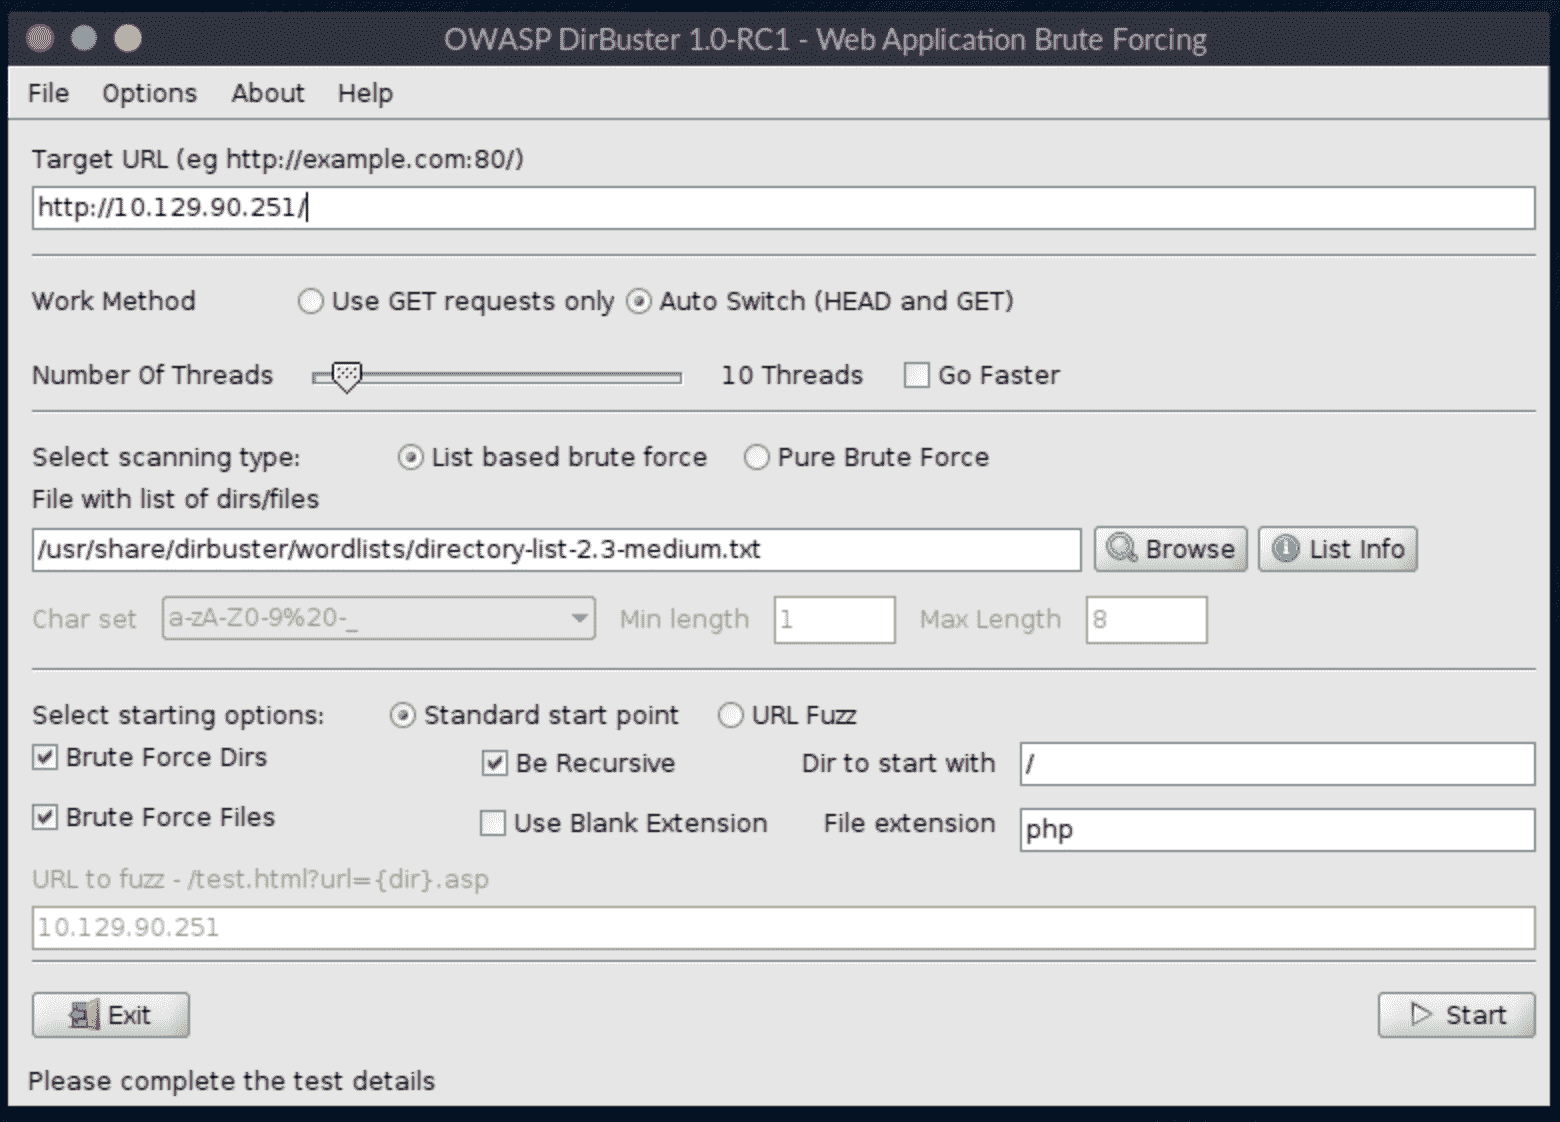 OWASP DirBuster 1.0-RC1 - Web Application Brute Forcing
File Options About Help
Target URL (eg http://example.com:80/)
http://10.129.90.251/
Work Method Use GET requests only Auto Switch (HEAD and GET)
Number Of Threads 10 Threads Go Faster
Select scanning type: List based brute force Pure Brute Force
File with list of dirs/files
/usr/share/dirbuster/wordlists/directory-list-2.3-medium.txt Browse List Info
Char set a-zA-Z0-9%20-_ Min length 1 Max Length 8
Select starting options: Standard start point URL Fuzz
Brute Force Dirs Be Recursive Dir to start with /
Brute Force Files Use Blank Extension File extension php
URL to fuzz - /test.html?url={dir}.asp
10.129.90.251
Exit Start
Please complete the test details